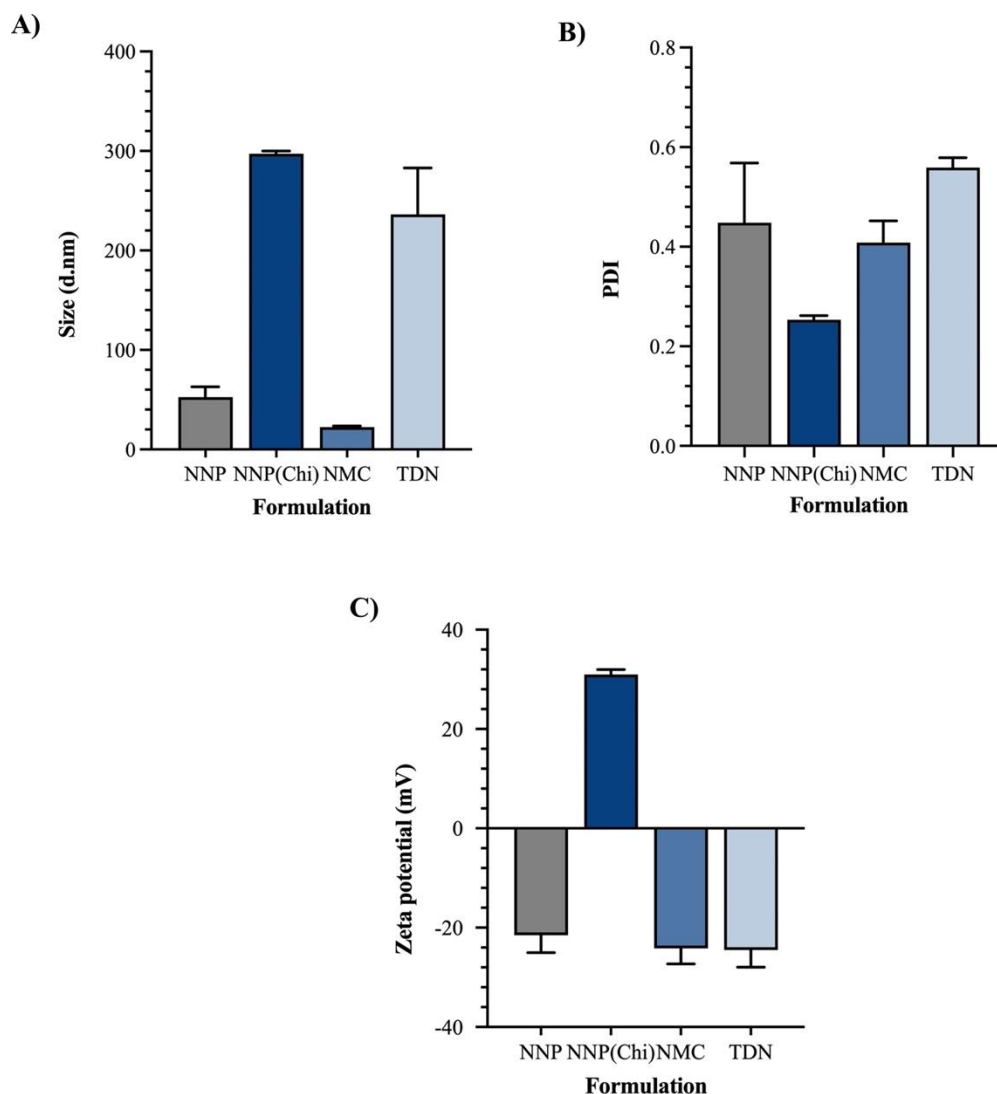 A)
400
300
200
100
0
Size (d.nm)
NNP NNP(Chi) NMC TDN
Formulation
B)
0.8
0.6
0.4
0.2
0.0
PDI
NNP NNP(Chi) NMC TDN
Formulation
C)
40
20
0
-20
-40
Zeta potential (mV)
NNP NNP(Chi) NMC TDN
Formulation